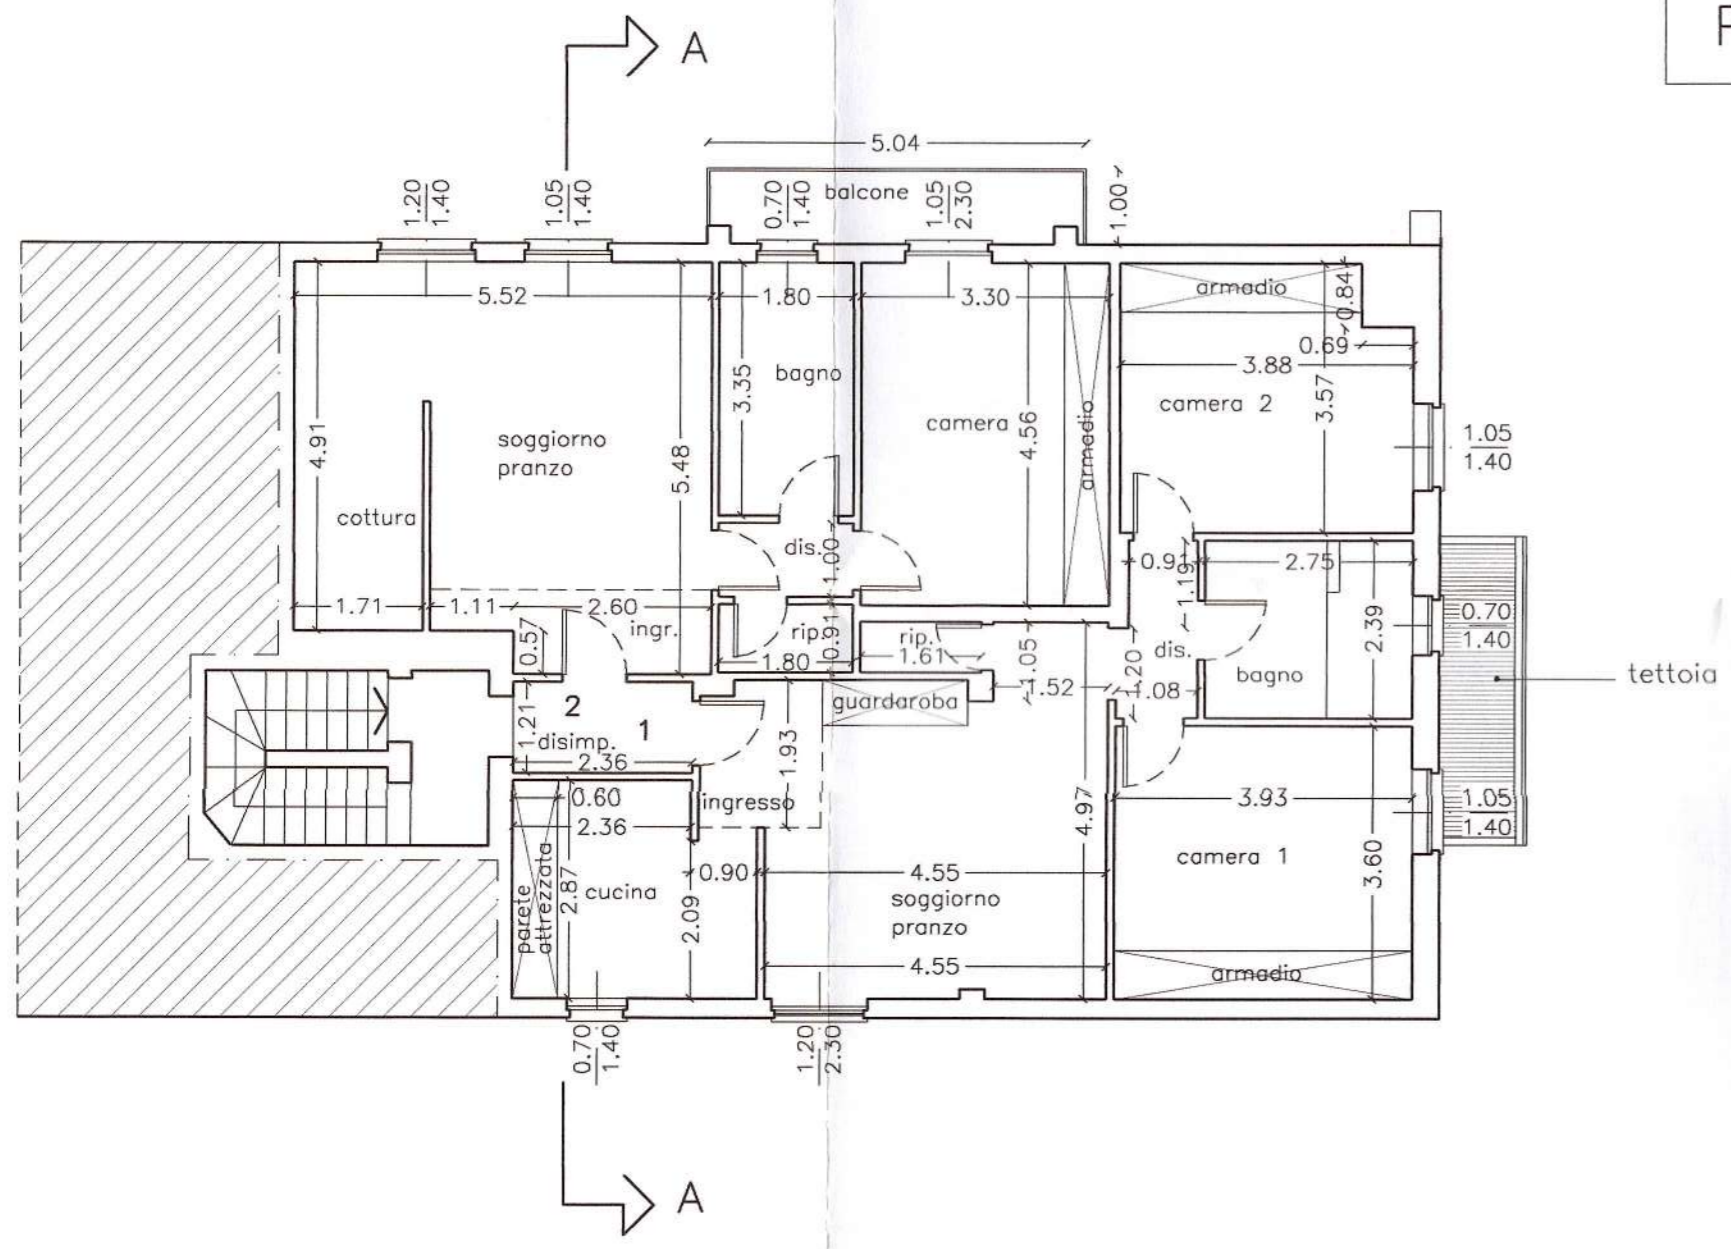 A
5.04
1.20
1.40
1.05
1.40
0.70
1.40
balcone
1.05
2.30
1.00
5.52
1.80
3.30
armadio
0.84
0.69
3.88
4.91
3.35
bagno
camera
4.56
armadio
3.57
camera 2
1.05
1.40
soggiorno
pranzo
5.48
cottura
dis.
1.00
0.91
1.19
2.75
1.71
1.11
2.60
0.57
ingr.
rip.
0.91
1.80
rip.
1.61
1.05
1.52
1.20
dis.
1.08
2.39
bagno
0.70
1.40
tettoia
guardaroba
2
1
1.21
disimp.
2.36
1.93
ingresso
0.60
2.36
4.97
3.93
1.05
1.40
parete
attrezzata
2.87
cucina
0.90
2.09
4.55
soggiorno
pranzo
4.55
camera 1
3.60
armadio
0.70
1.40
1.20
2.30
A